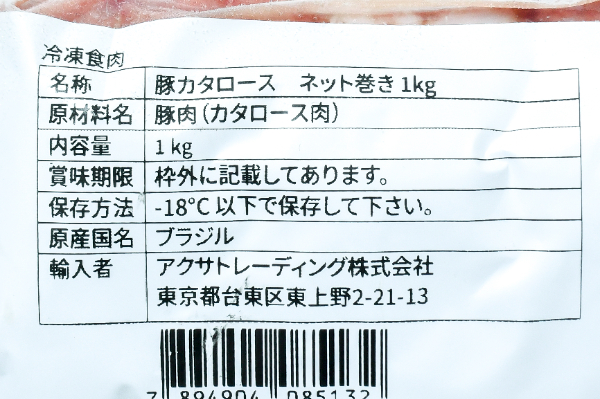 冷凍食肉
名称 豚カタロース ネット巻き 1kg
原材料名 豚肉(カタロース肉)
内容量 1 kg
賞味期限 枠外に記載してあります。
保存方法 -18℃ 以下で保存して下さい。
原産国名 ブラジル
輸入者 アクサトレーディング株式会社
東京都台東区東上野2-21-13
7 894904 085132